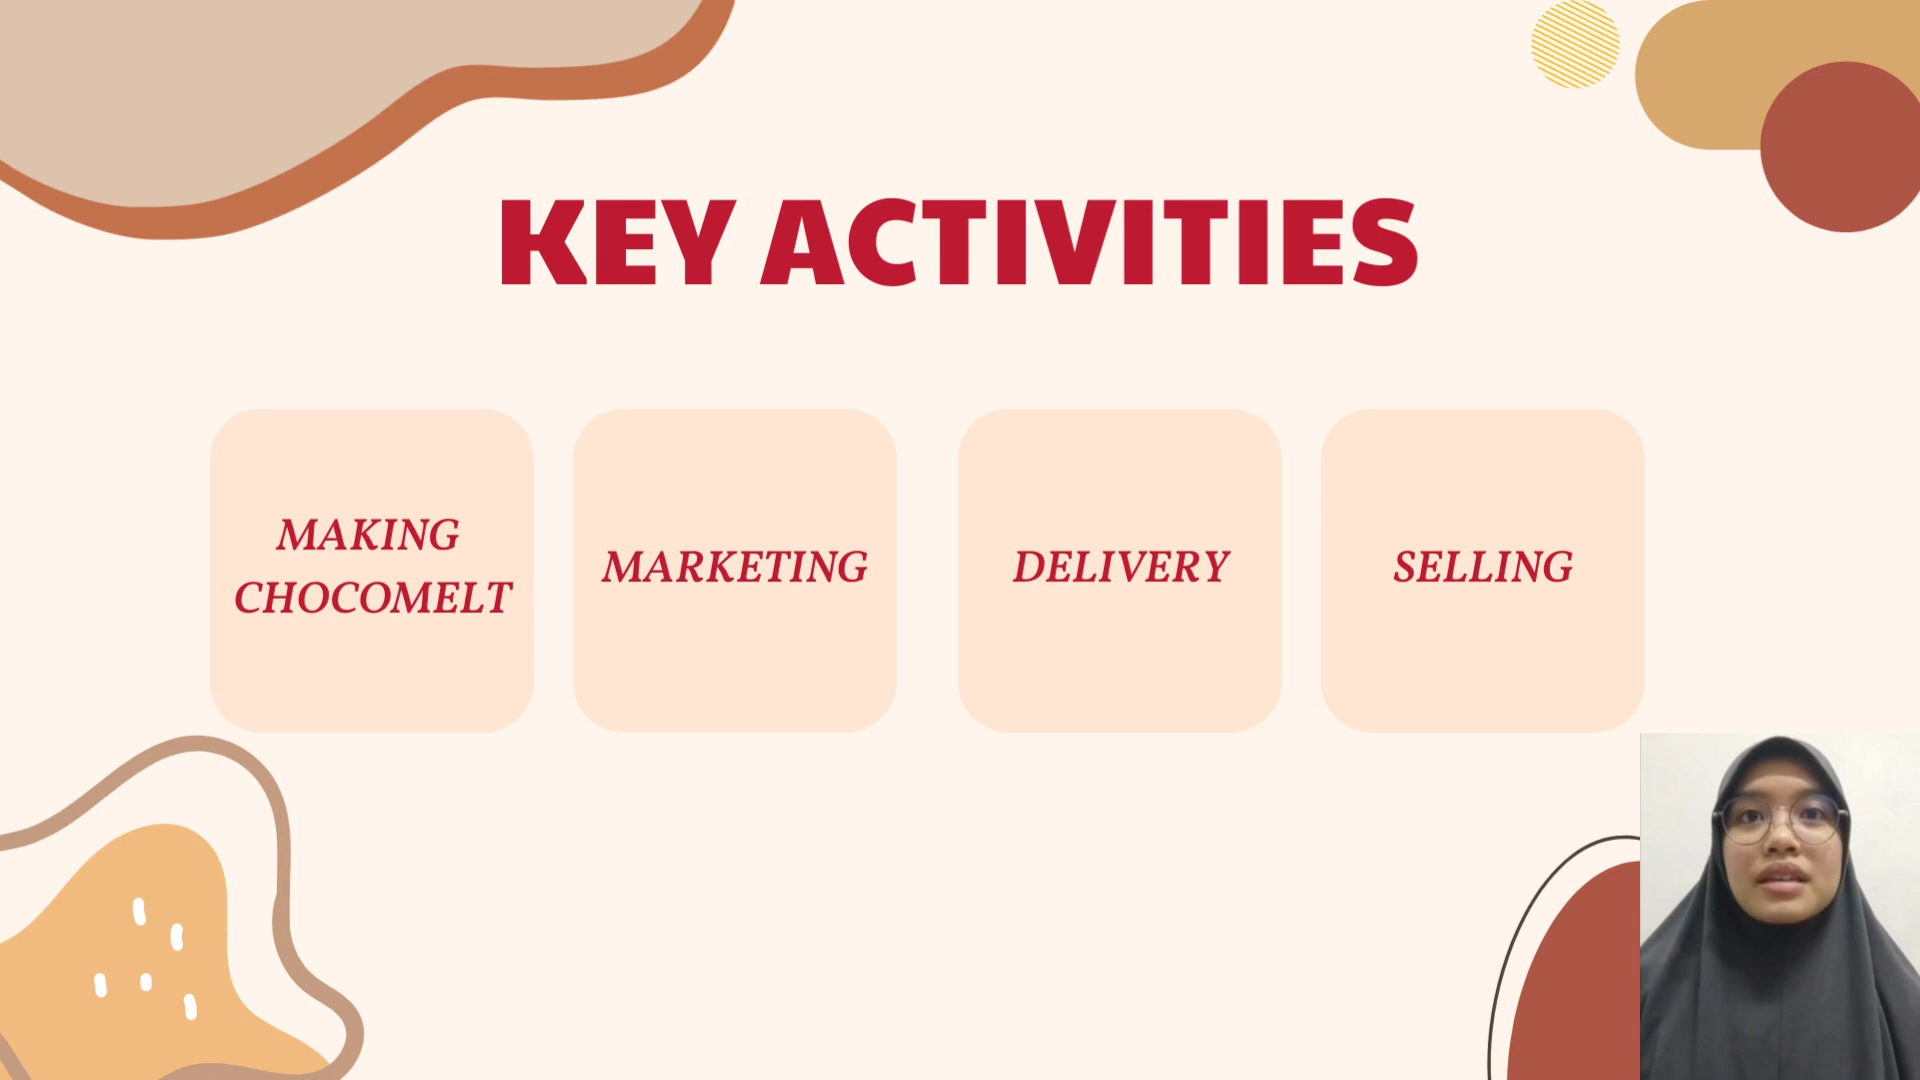 KEY ACTIVITIES
MAKING
CHOCOMELT
MARKETING
DELIVERY
SELLING